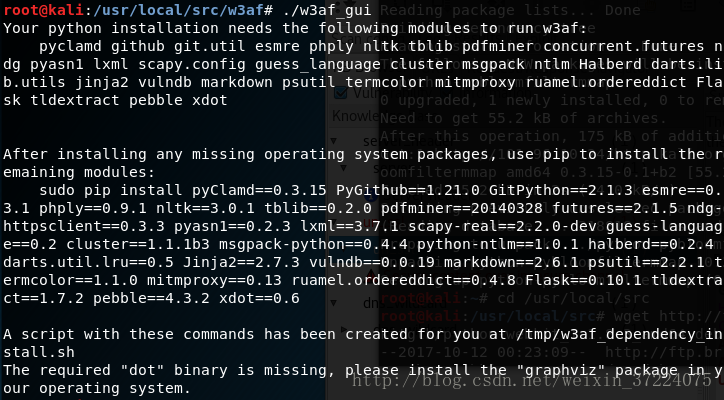 root@kali:/usr/local/src/w3af# ./w3af_gui
Your python installation needs the following modules to run w3af:
    pyclamd github git.util esmre phply nltk tblib pdfminer concurrent.futures n
dg pyasn1 lxml scapy.config guess_language cluster msgpack ntlm Halberd darts.li
b.utils jinja2 vulndb markdown psutil termcolor mitmproxy ruamel.ordereddict Fla
sk tldextract pebble xdot
After installing any missing operating system packages, use pip to install the r
emaining modules:
    sudo pip install pyClamd==0.3.15 PyGithub==1.21.0 GitPython==2.1.3 esmre==0.
3.1 phply==0.9.1 nltk==3.0.1 tblib==0.2.0 pdfminer==20140328 futures==2.1.5 ndg-
httpsclient==0.3.3 pyasn1==0.2.3 lxml==3.7.1 scapy-real==2.2.0-dev guess-languag
e==0.2 cluster==1.1.1b3 msgpack-python==0.4.4 python-ntlm==1.0.1 halberd==0.2.4
darts.util.lru==0.5 Jinja2==2.7.3 vulndb==0.0.19 markdown==2.6.1 psutil==2.2.1 t
ermcolor==1.1.0 mitmproxy==0.13 ruamel.ordereddict==0.4.8 Flask==0.10.1 tldextra
ct==1.7.2 pebble==4.3.2 xdot==0.6
A script with these commands has been created for you at /tmp/w3af_dependency_in
stall.sh
The required "dot" binary is missing, please install the "graphviz" package in y
our operating system.
Reading package lists... Done
0 upgraded, 1 newly installed, 0 to re
Need to get 55.2 kB of archives.
After this operation, 175 kB of additi
oomfiltermmap amd64 0.3.15-0.1+b2 [55.
root@kali:~# cd /usr/local/src
root@kali:/usr/local/src# wget http://
--2017-10-12 00:23:09-- http://ftp.br
http://blog.csdn.net/weixin_37224075